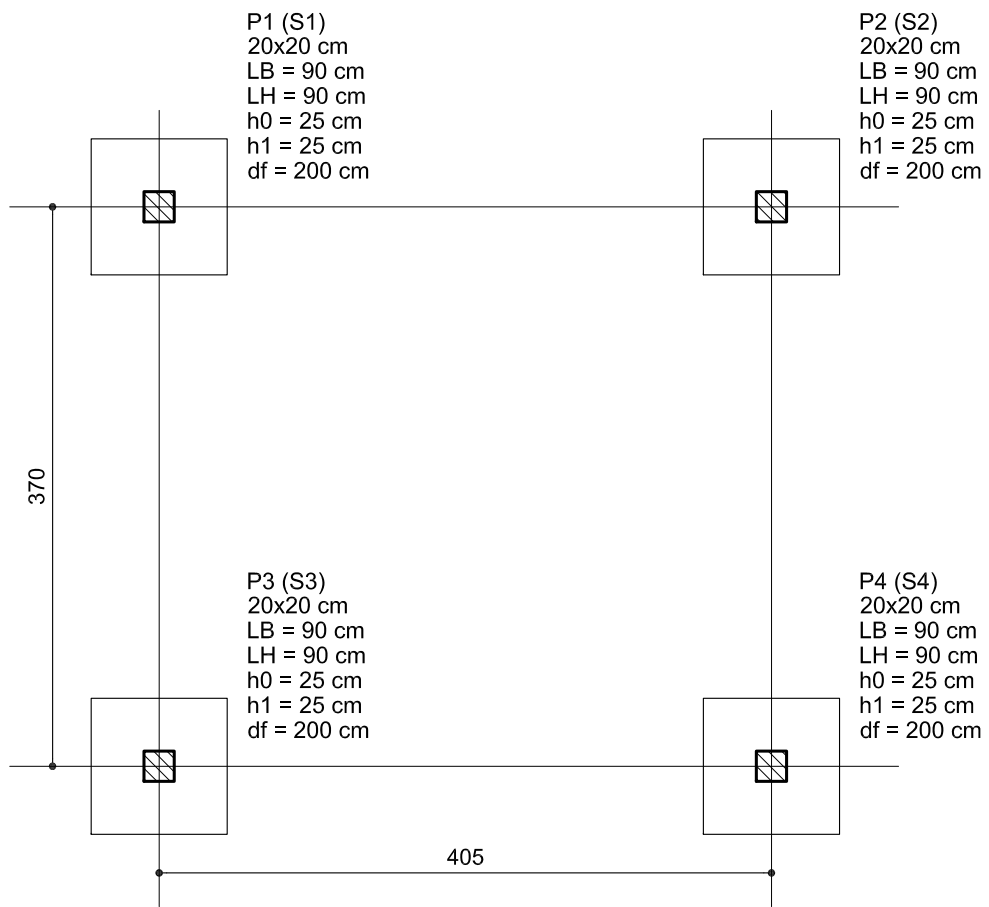 P1 (S1)
20x20 cm
LB = 90 cm
LH = 90 cm
h0 = 25 cm
h1 = 25 cm
df = 200 cm
P2 (S2)
20x20 cm
LB = 90 cm
LH = 90 cm
h0 = 25 cm
h1 = 25 cm
df = 200 cm
370
P3 (S3)
20x20 cm
LB = 90 cm
LH = 90 cm
h0 = 25 cm
h1 = 25 cm
df = 200 cm
P4 (S4)
20x20 cm
LB = 90 cm
LH = 90 cm
h0 = 25 cm
h1 = 25 cm
df = 200 cm
405